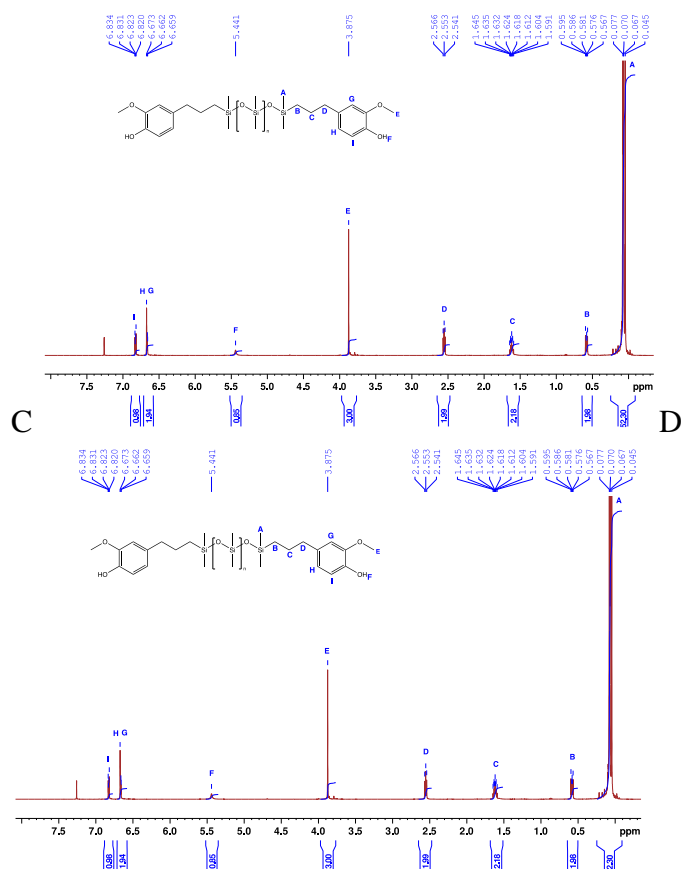 6.834 6.831 6.823 6.820 6.673 6.662 6.659 5.441 3.875 2.566 2.553 2.541 1.645 1.635 1.632 1.624 1.618 1.612 1.604 1.591 0.595 0.586 0.581 0.576 0.567 0.077 0.070 0.067 0.045
A
A
O Si O Si O Si B C D G O E
HO n H I OH F
E
H G
I F D C B
7.5 7.0 6.5 6.0 5.5 5.0 4.5 4.0 3.5 3.0 2.5 2.0 1.5 1.0 0.5 ppm
0.98 1.94 0.85 3.00 1.99 2.18 1.98 52.30
C D
6.834 6.831 6.823 6.820 6.673 6.662 6.659 5.441 3.875 2.566 2.553 2.541 1.645 1.635 1.632 1.624 1.618 1.612 1.604 1.591 0.595 0.586 0.581 0.576 0.567 0.077 0.070 0.067 0.045
A
A
O Si O Si O Si B C D G O E
HO n H I OH F
E
H G
I F D C B
7.5 7.0 6.5 6.0 5.5 5.0 4.5 4.0 3.5 3.0 2.5 2.0 1.5 1.0 0.5 ppm
0.98 1.94 0.85 3.00 1.99 2.18 1.98 2.30